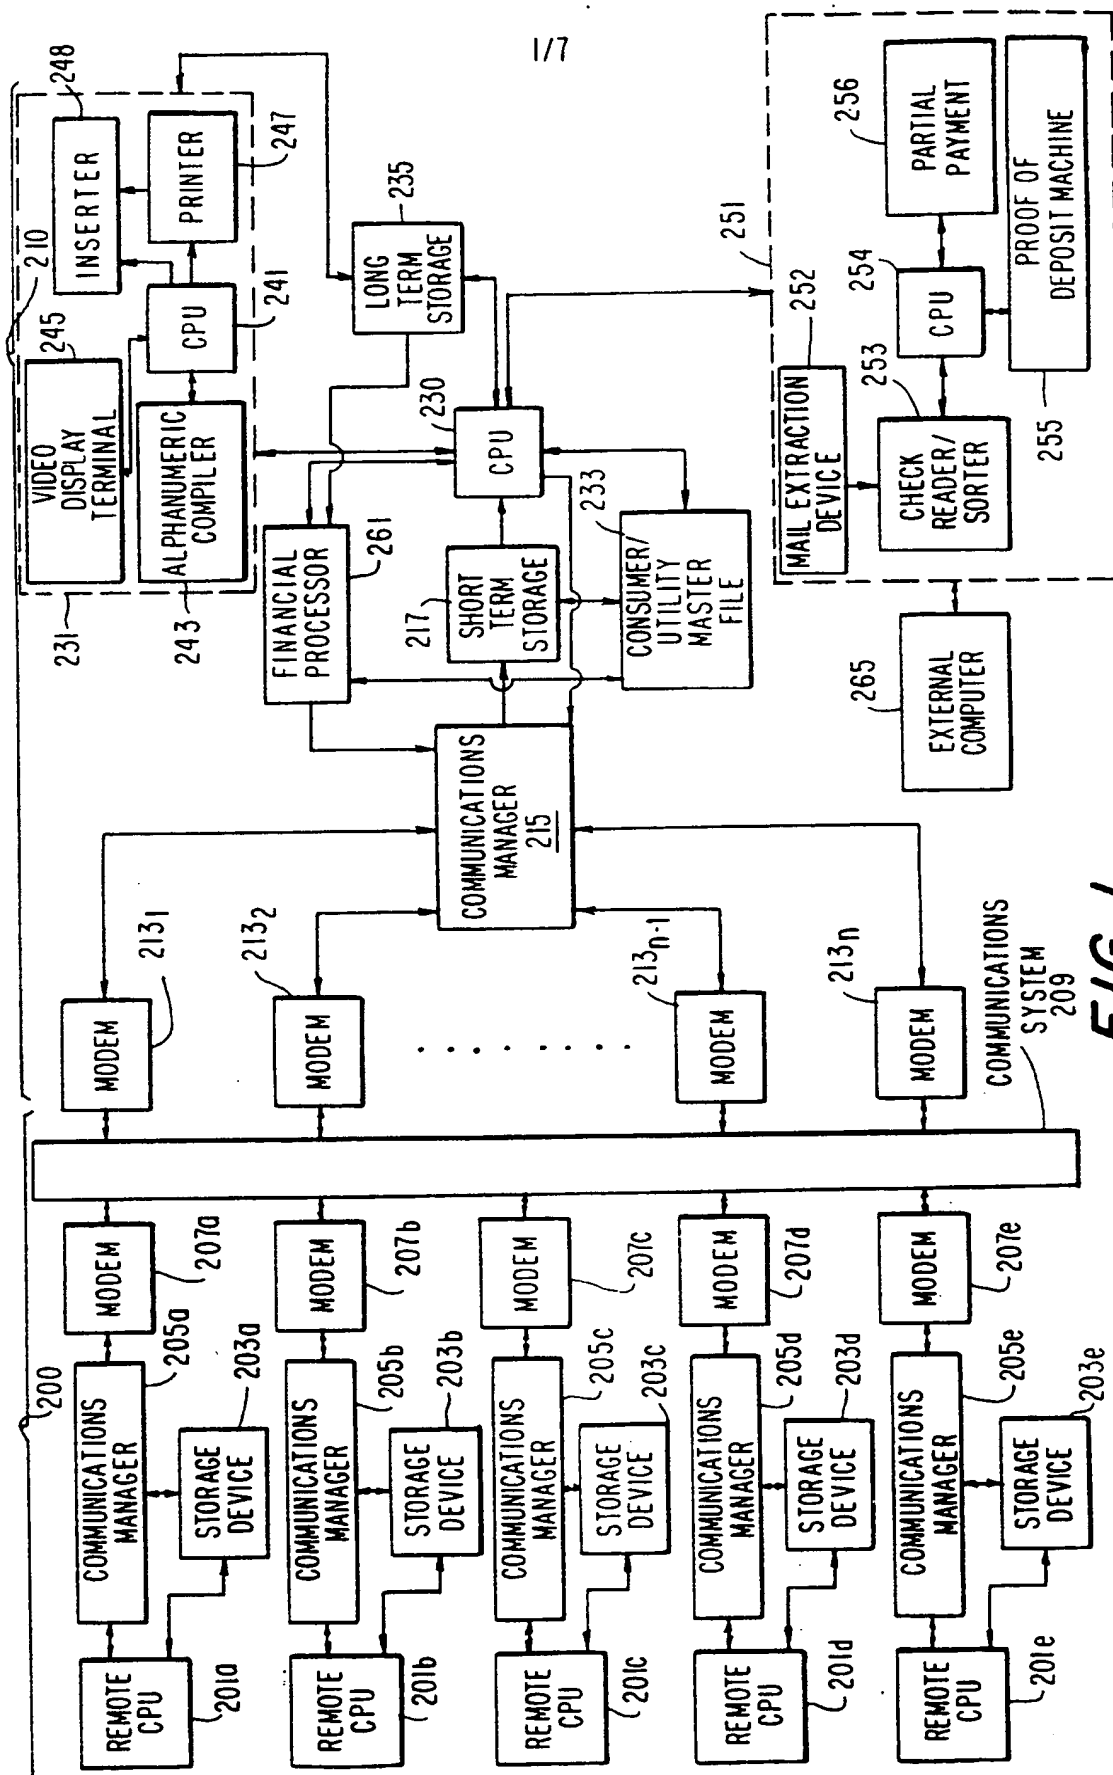 1/7
200
REMOTE
CPU
201a
COMMUNICATIONS
MANAGER
205a
STORAGE
DEVICE
203a
MODEM
207a
REMOTE
CPU
201b
COMMUNICATIONS
MANAGER
205b
STORAGE
DEVICE
203b
MODEM
207b
REMOTE
CPU
201c
COMMUNICATIONS
MANAGER
205c
STORAGE
DEVICE
203c
MODEM
207c
REMOTE
CPU
201d
COMMUNICATIONS
MANAGER
205d
STORAGE
DEVICE
203d
MODEM
207d
REMOTE
CPU
201e
COMMUNICATIONS
MANAGER
205e
STORAGE
DEVICE
203e
MODEM
207e
COMMUNICATIONS
SYSTEM
209
210
MODEM
2131
MODEM
2132
MODEM
213n-1
MODEM
213n
COMMUNICATIONS
MANAGER
215
SHORT
TERM
STORAGE
217
FINANCIAL
PROCESSOR
261
CPU
230
CONSUMER/
UTILITY
MASTER
FILE
233
LONG
TERM
STORAGE
235
231
VIDEO
DISPLAY
TERMINAL
245
ALPHANUMERIC
COMPILER
243
CPU
241
INSERTER
248
PRINTER
247
251
MAIL EXTRACTION
DEVICE
252
CHECK
READER/
SORTER
253
CPU
254
PARTIAL
PAYMENT
256
PROOF OF
DEPOSIT MACHINE
255
EXTERNAL
COMPUTER
265
FIG. 1